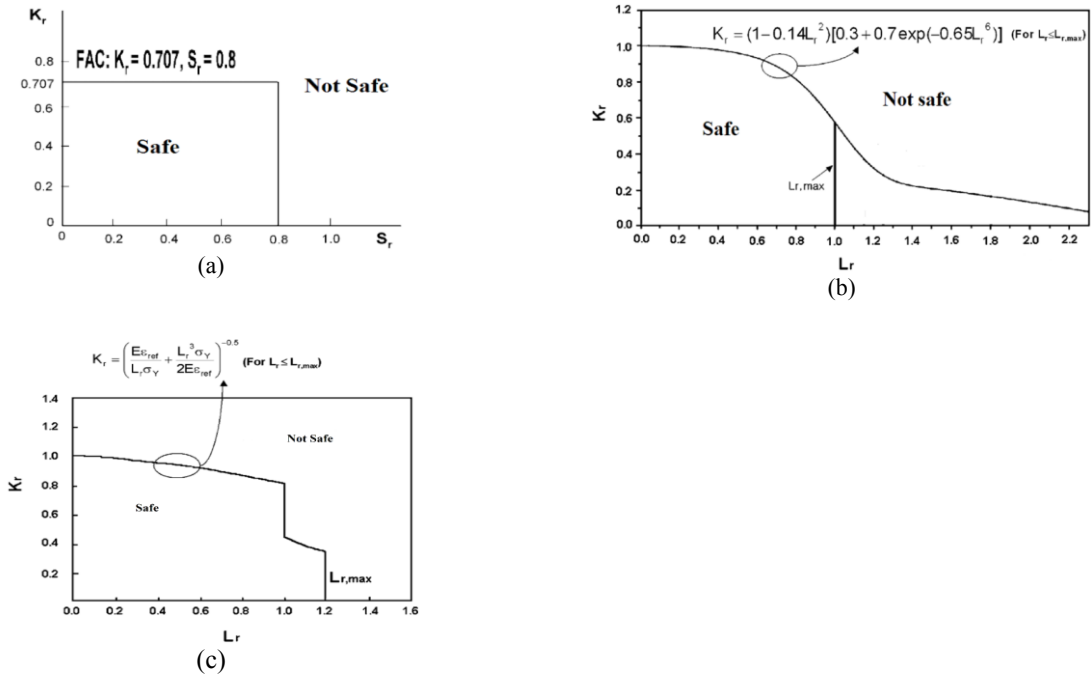 Kr
FAC: Kr = 0.707, Sr = 0.8
0.8
0.707
0.6
0.4
0.2
0
Not Safe
Safe
0 0.2 0.4 0.6 0.8 1.0
Sr
(a)
Kr = (1−0.14Lr²)[0.3+0.7exp(−0.65Lr⁶)] (For Lr≤Lr,max)
1.0
0.8
0.6
0.4
0.2
0.0
Kr
Not safe
Safe
Lr,max
0.0 0.2 0.4 0.6 0.8 1.0 1.2 1.4 1.6 1.8 2.0 2.2
Lr
(b)
Kr = (Eεref/LrσY + Lr³σY/2Eεref)^−0.5 (For Lr ≤ Lr,max)
1.4
1.2
1.0
0.8
0.6
0.4
0.2
Kr
Not Safe
Safe
Lr,max
0.0 0.2 0.4 0.6 0.8 1.0 1.2 1.4 1.6
Lr
(c)